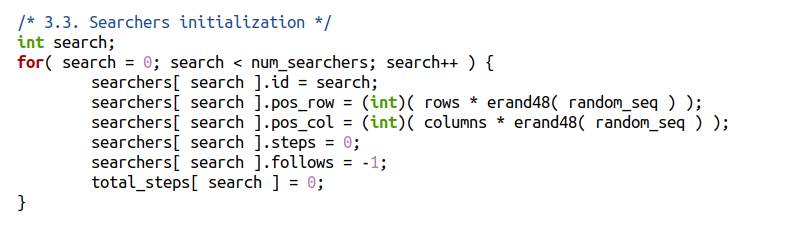 /* 3.3. Searchers initialization */
int search;
for( search = 0; search < num_searchers; search++ ) {
        searchers[ search ].id = search;
        searchers[ search ].pos_row = (int)( rows * erand48( random_seq ) );
        searchers[ search ].pos_col = (int)( columns * erand48( random_seq ) );
        searchers[ search ].steps = 0;
        searchers[ search ].follows = -1;
        total_steps[ search ] = 0;
}